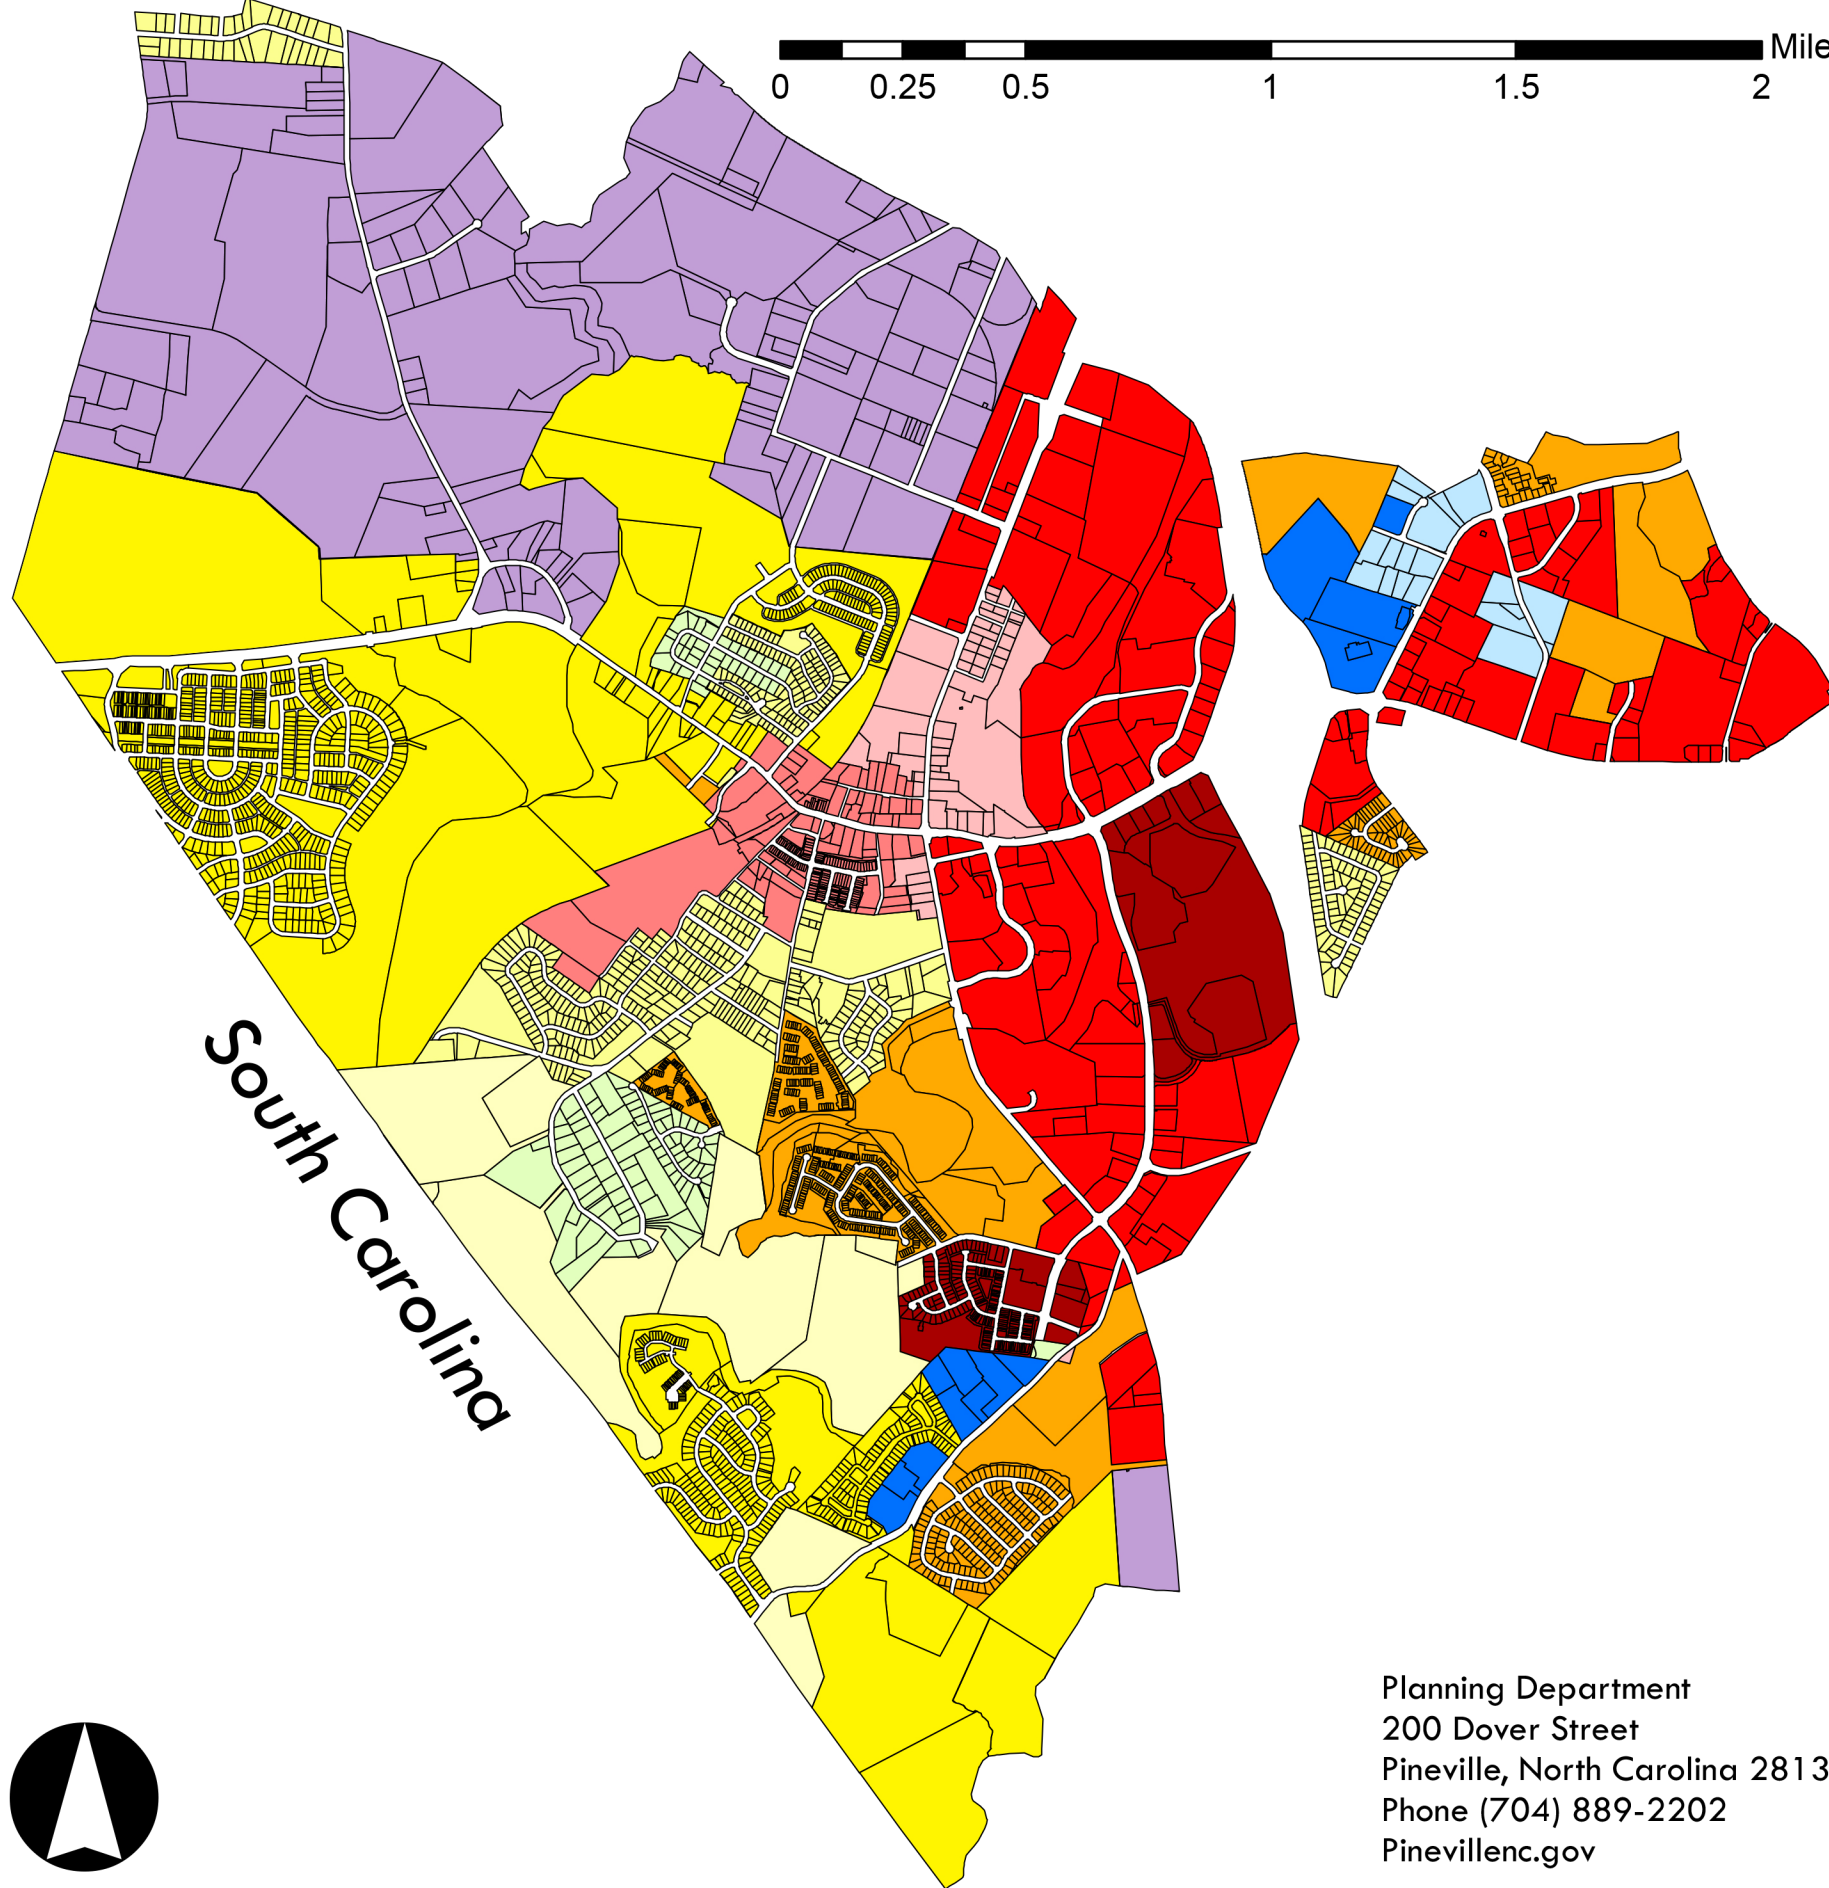 Mile
0 0.25 0.5 1 1.5 2
South Carolina
Planning Department
200 Dover Street
Pineville, North Carolina 2813
Phone (704) 889-2202
Pinevillenc.gov